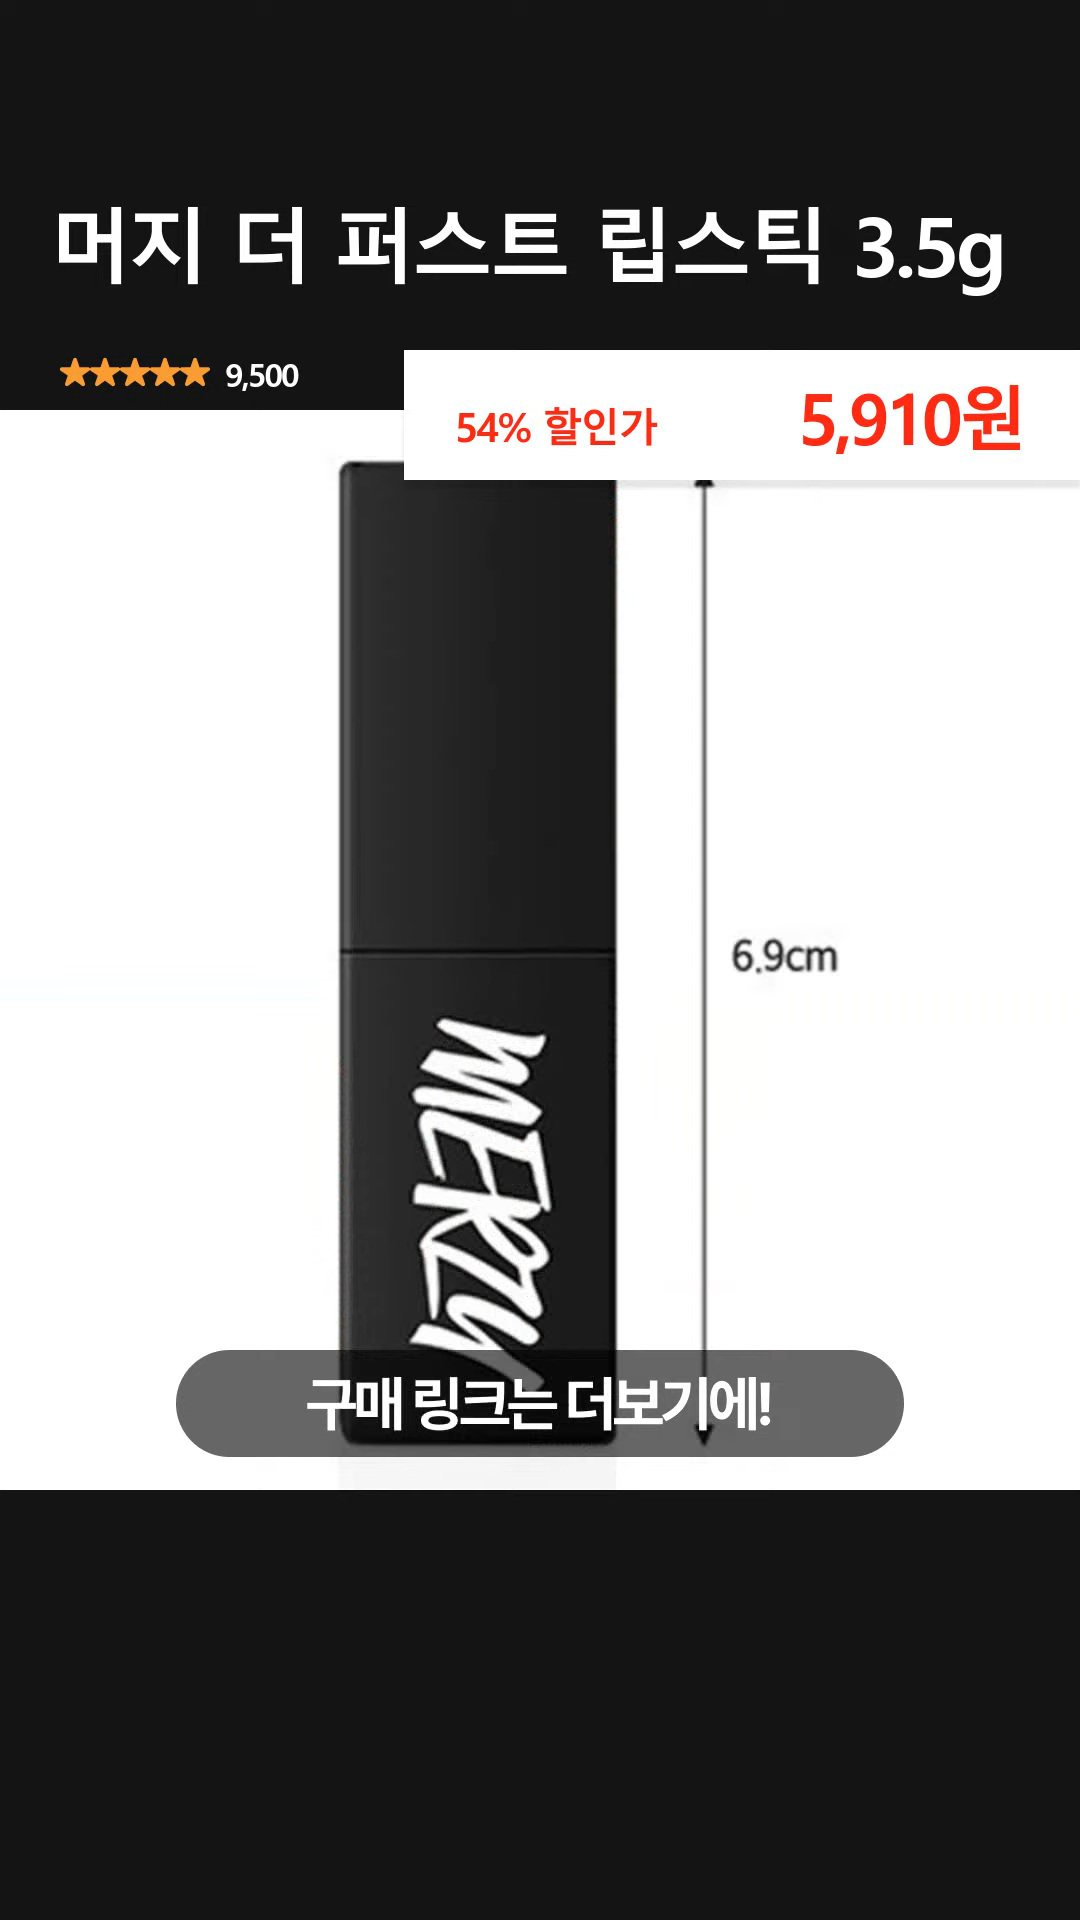 머지 더 퍼스트 립스틱 3.5g
9,500
54% 할인가 5,910원
6.9cm
MERZY
구매 링크는 더보기에!